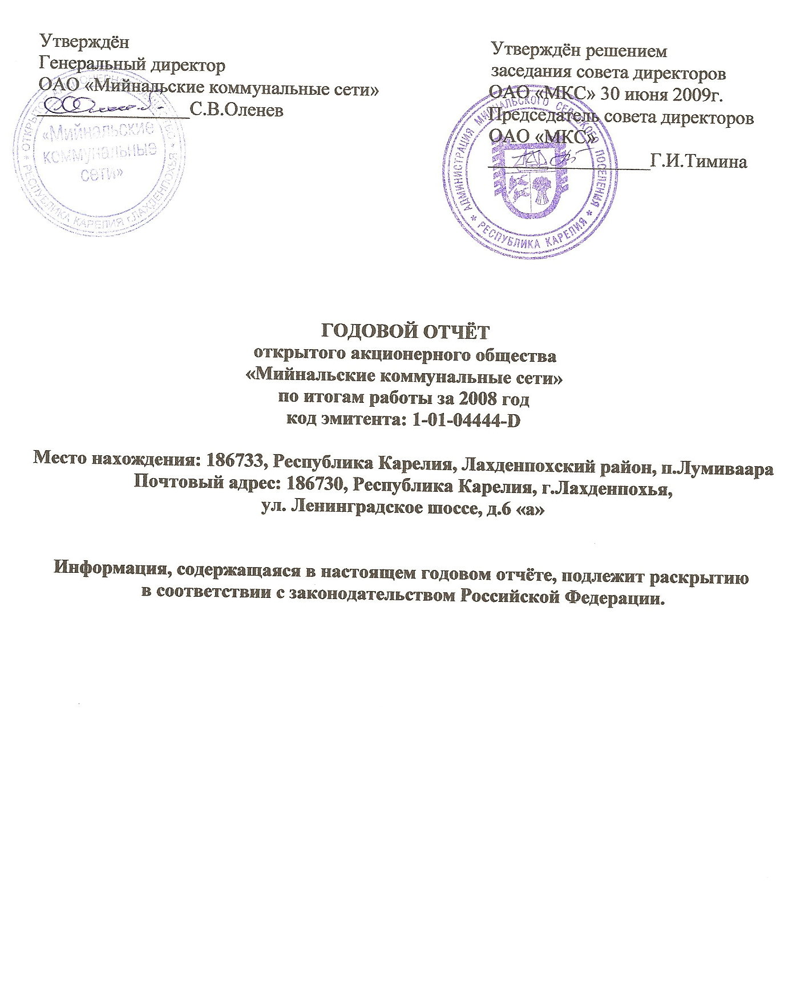 Утверждён
Генеральный директор
ОАО «Мийнальские коммунальные сети»
С.В.Оленев
«Мийнальские
коммунальные
сети»
РЕСПУБЛИКА КАРЕЛИЯ г.ЛАХДЕНПОХЬЯ
Утверждён решением
заседания совета директоров
ОАО «МКС» 30 июня 2009г.
Председатель совета директоров
ОАО «МКС»
Г.И.Тимина
АДМИНИСТРАЦИЯ МИЙНАЛЬСКОГО СЕЛЬСКОГО ПОСЕЛЕНИЯ
* РЕСПУБЛИКА КАРЕЛИЯ *
ГОДОВОЙ ОТЧЁТ
открытого акционерного общества
«Мийнальские коммунальные сети»
по итогам работы за 2008 год
код эмитента: 1-01-04444-D
Место нахождения: 186733, Республика Карелия, Лахденпохский район, п.Лумиваара
Почтовый адрес: 186730, Республика Карелия, г.Лахденпохья,
ул. Ленинградское шоссе, д.6 «а»
Информация, содержащаяся в настоящем годовом отчёте, подлежит раскрытию
в соответствии с законодательством Российской Федерации.